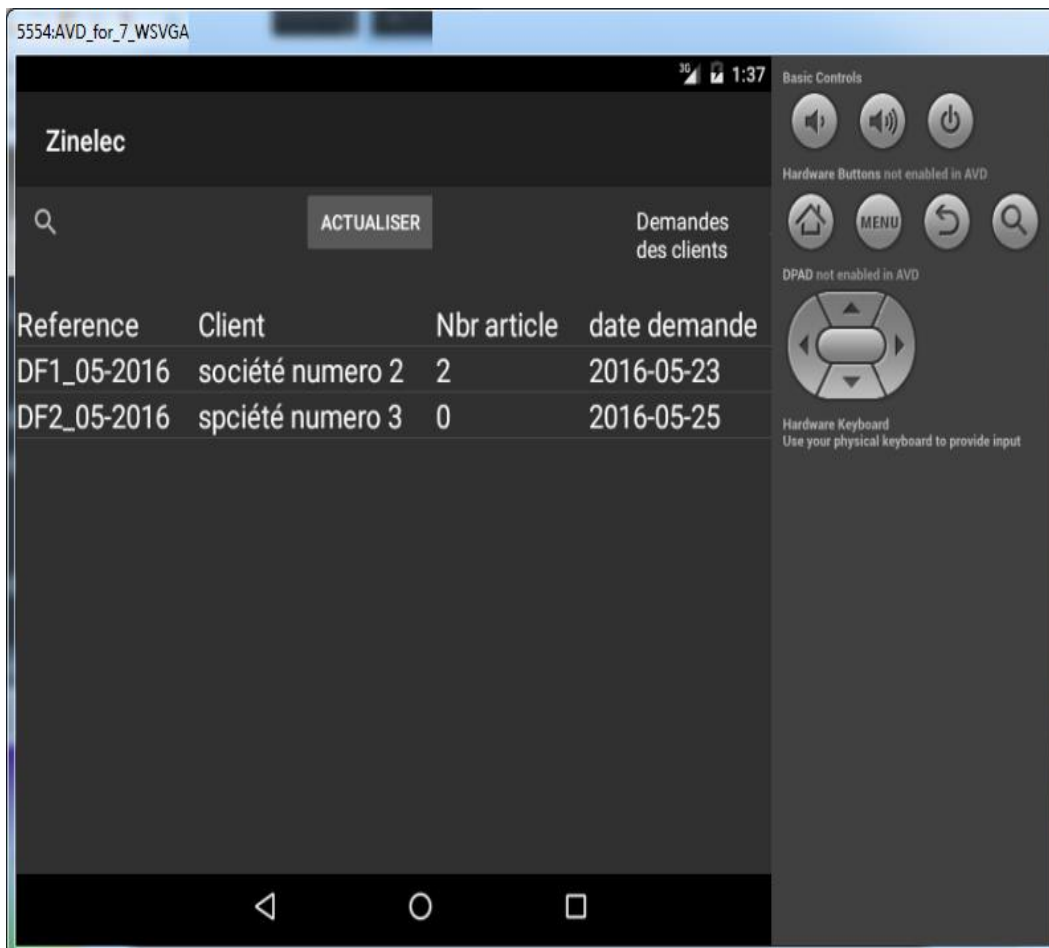 5554:AVD_for_7_WSVGA
3G 1:37
Zinelec
ACTUALISER
Demandes
des clients
Reference Client Nbr article date demande
DF1_05-2016 société numero 2 2 2016-05-23
DF2_05-2016 spciété numero 3 0 2016-05-25
Basic Controls
Hardware Buttons not enabled in AVD
MENU
DPAD not enabled in AVD
Hardware Keyboard
Use your physical keyboard to provide input